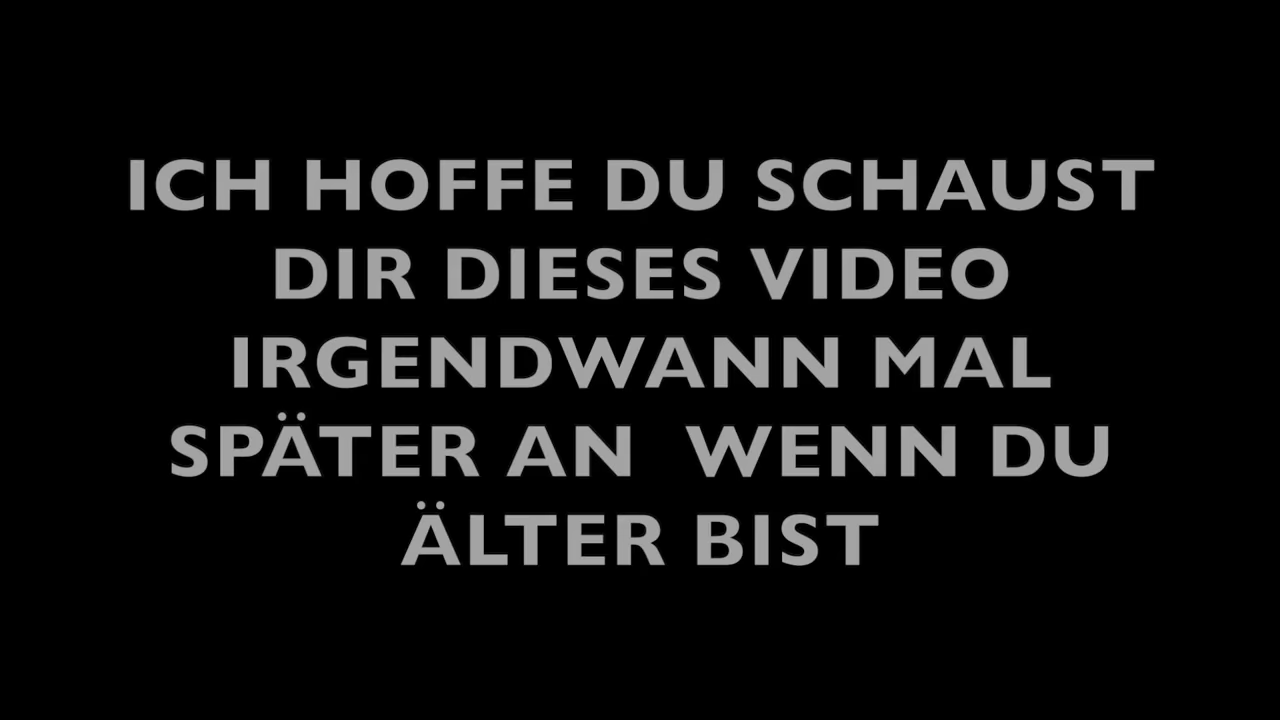 ICH HOFFE DU SCHAUST
DIR DIESES VIDEO
IRGENDWANN MAL
SPÄTER AN  WENN DU
ÄLTER BIST